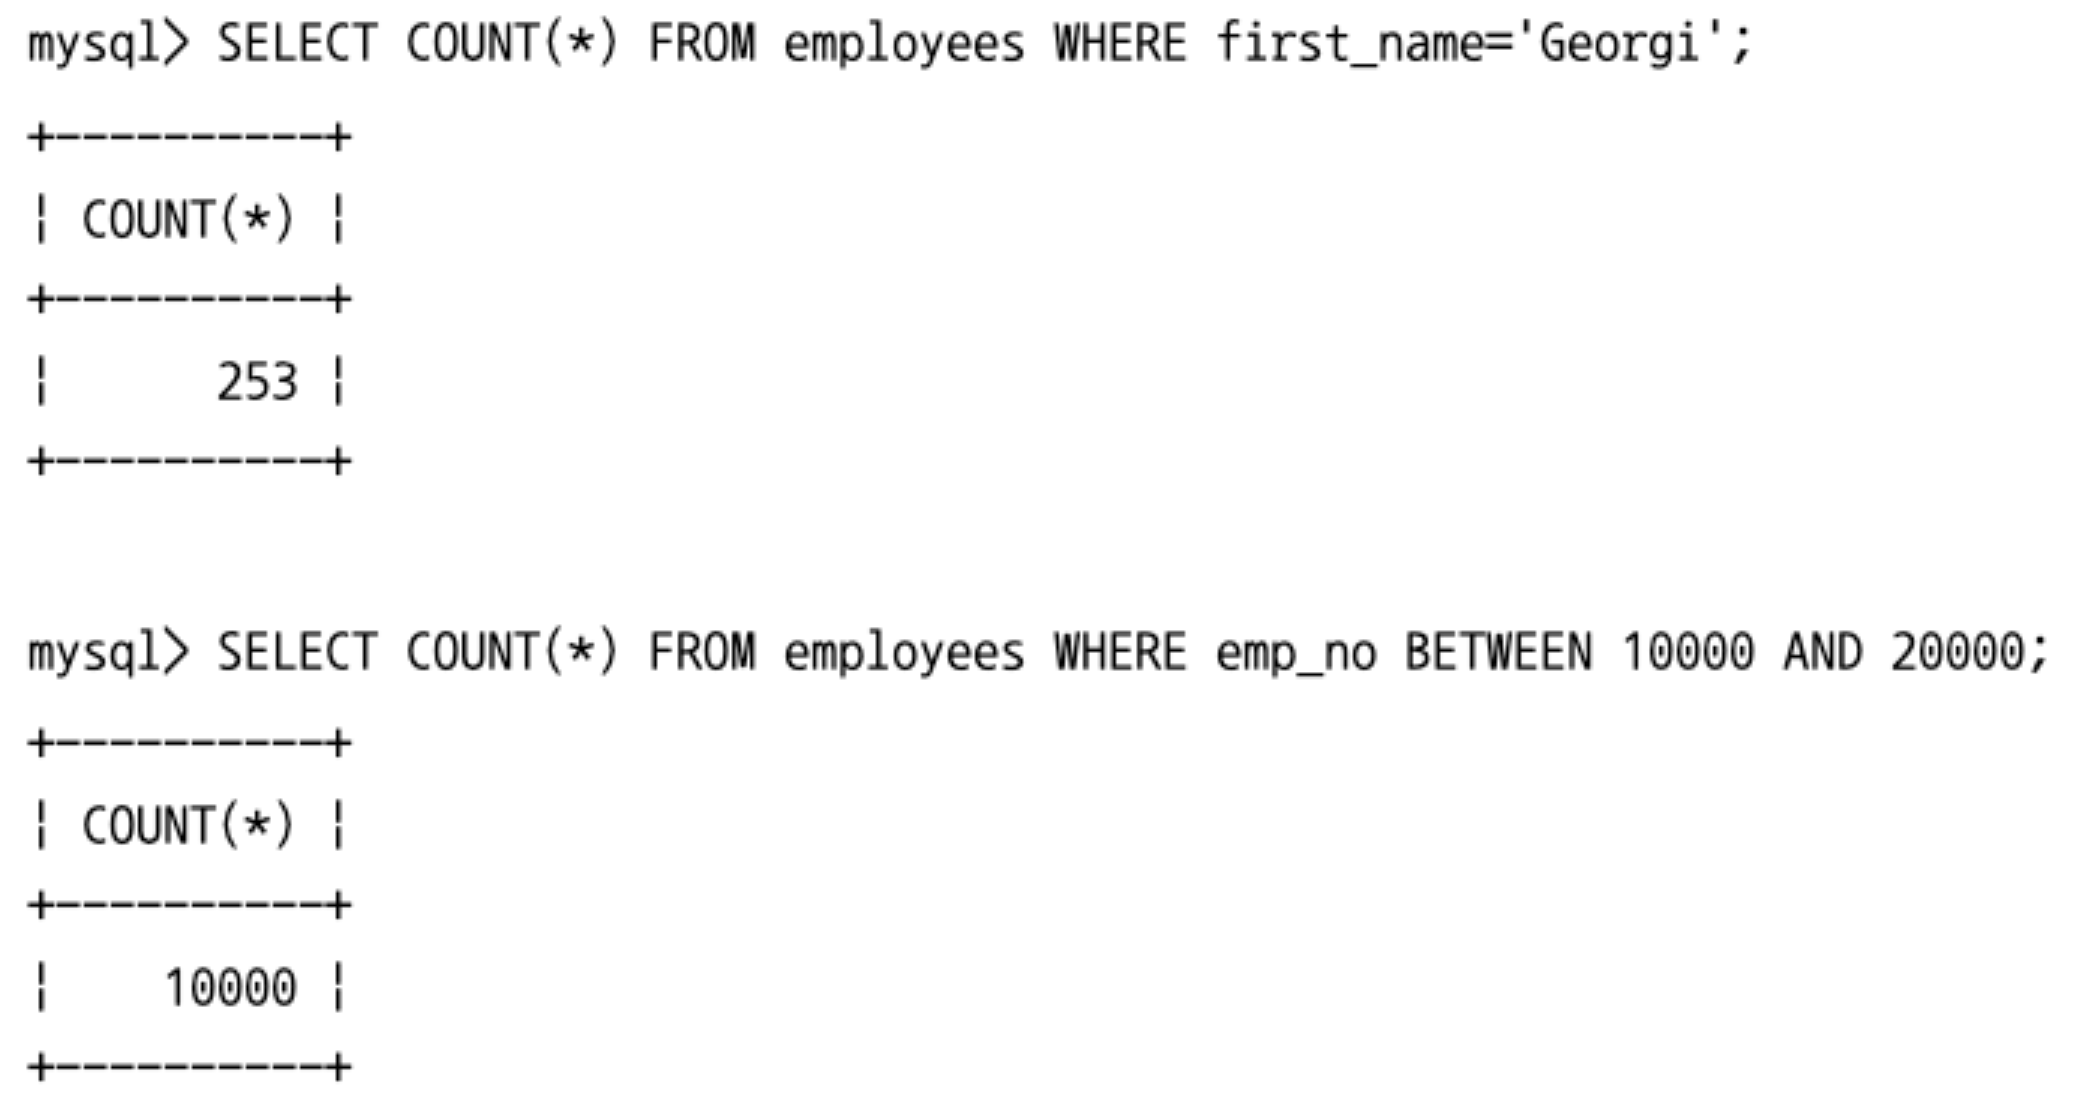 mysql> SELECT COUNT(*) FROM employees WHERE first_name='Georgi';
+----------+
| COUNT(*) |
+----------+
|      253 |
+----------+
mysql> SELECT COUNT(*) FROM employees WHERE emp_no BETWEEN 10000 AND 20000;
+----------+
| COUNT(*) |
+----------+
|    10000 |
+----------+